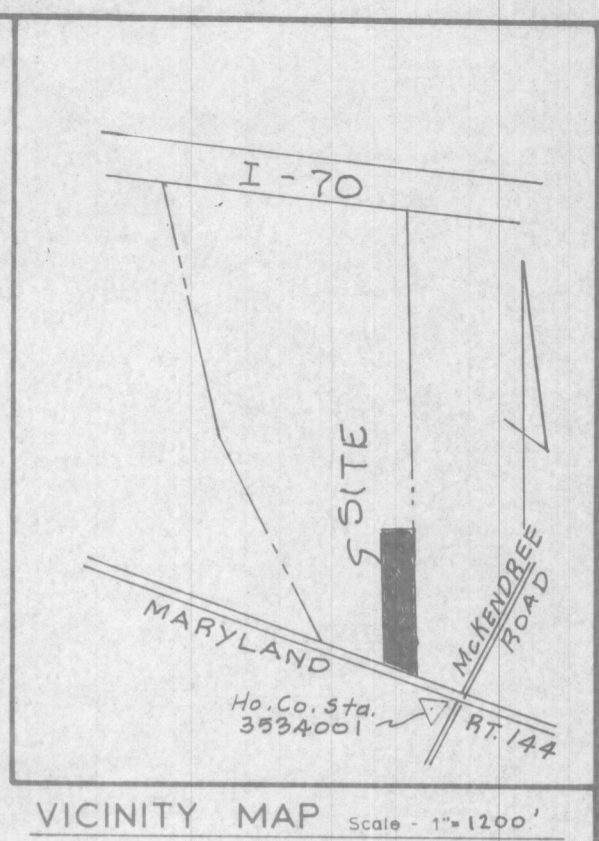 I - 70
SITE
McKENDREE
ROAD
MARYLAND
RT. 144
Ho. Co. Sta.
3534001
VICINITY MAP Scale - 1"= 1200'